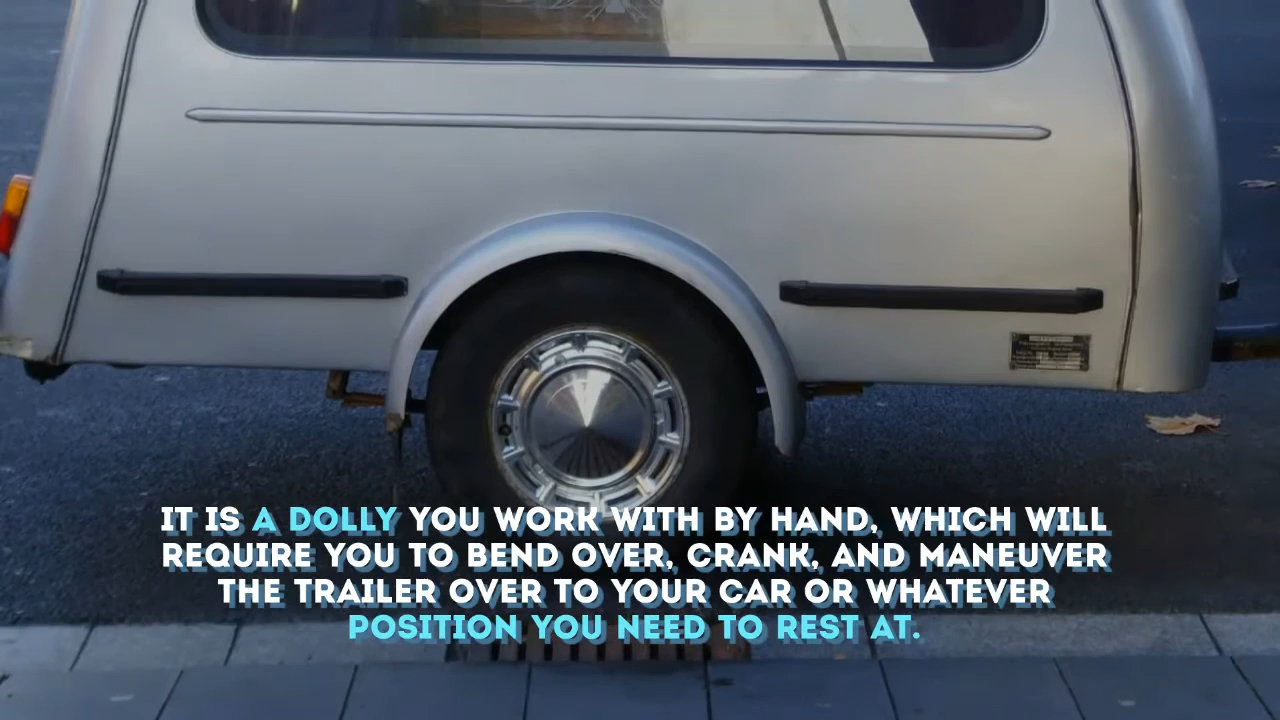 IT IS A DOLLY YOU WORK WITH BY HAND, WHICH WILL
REQUIRE YOU TO BEND OVER, CRANK, AND MANEUVER
THE TRAILER OVER TO YOUR CAR OR WHATEVER
POSITION YOU NEED TO REST AT.